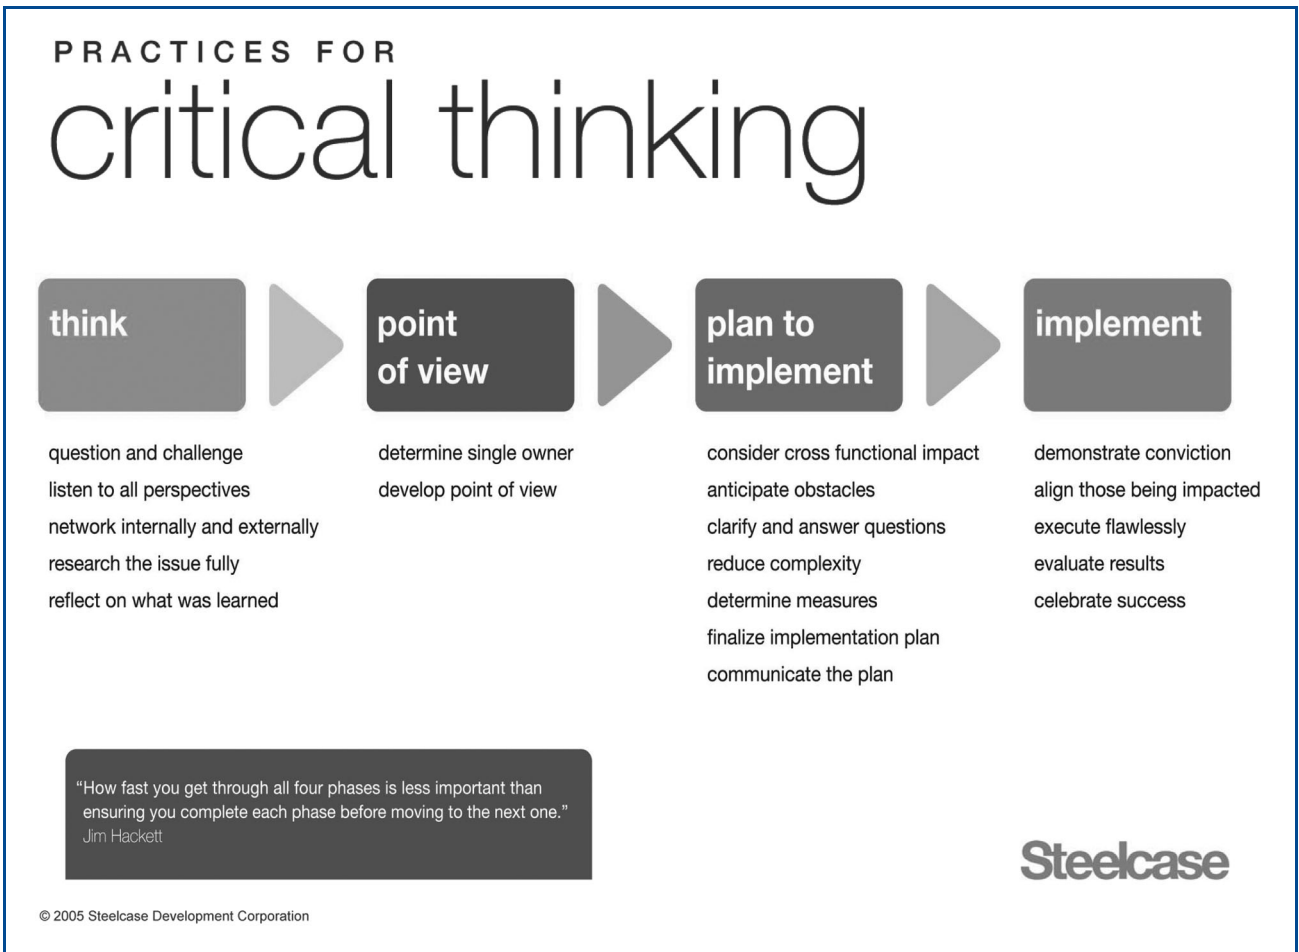 PRACTICES FOR
critical thinking
think
question and challenge
listen to all perspectives
network internally and externally
research the issue fully
reflect on what was learned
point
of view
determine single owner
develop point of view
plan to
implement
consider cross functional impact
anticipate obstacles
clarify and answer questions
reduce complexity
determine measures
finalize implementation plan
communicate the plan
implement
demonstrate conviction
align those being impacted
execute flawlessly
evaluate results
celebrate success
“How fast you get through all four phases is less important than
ensuring you complete each phase before moving to the next one.”
Jim Hackett
Steelcase
© 2005 Steelcase Development Corporation